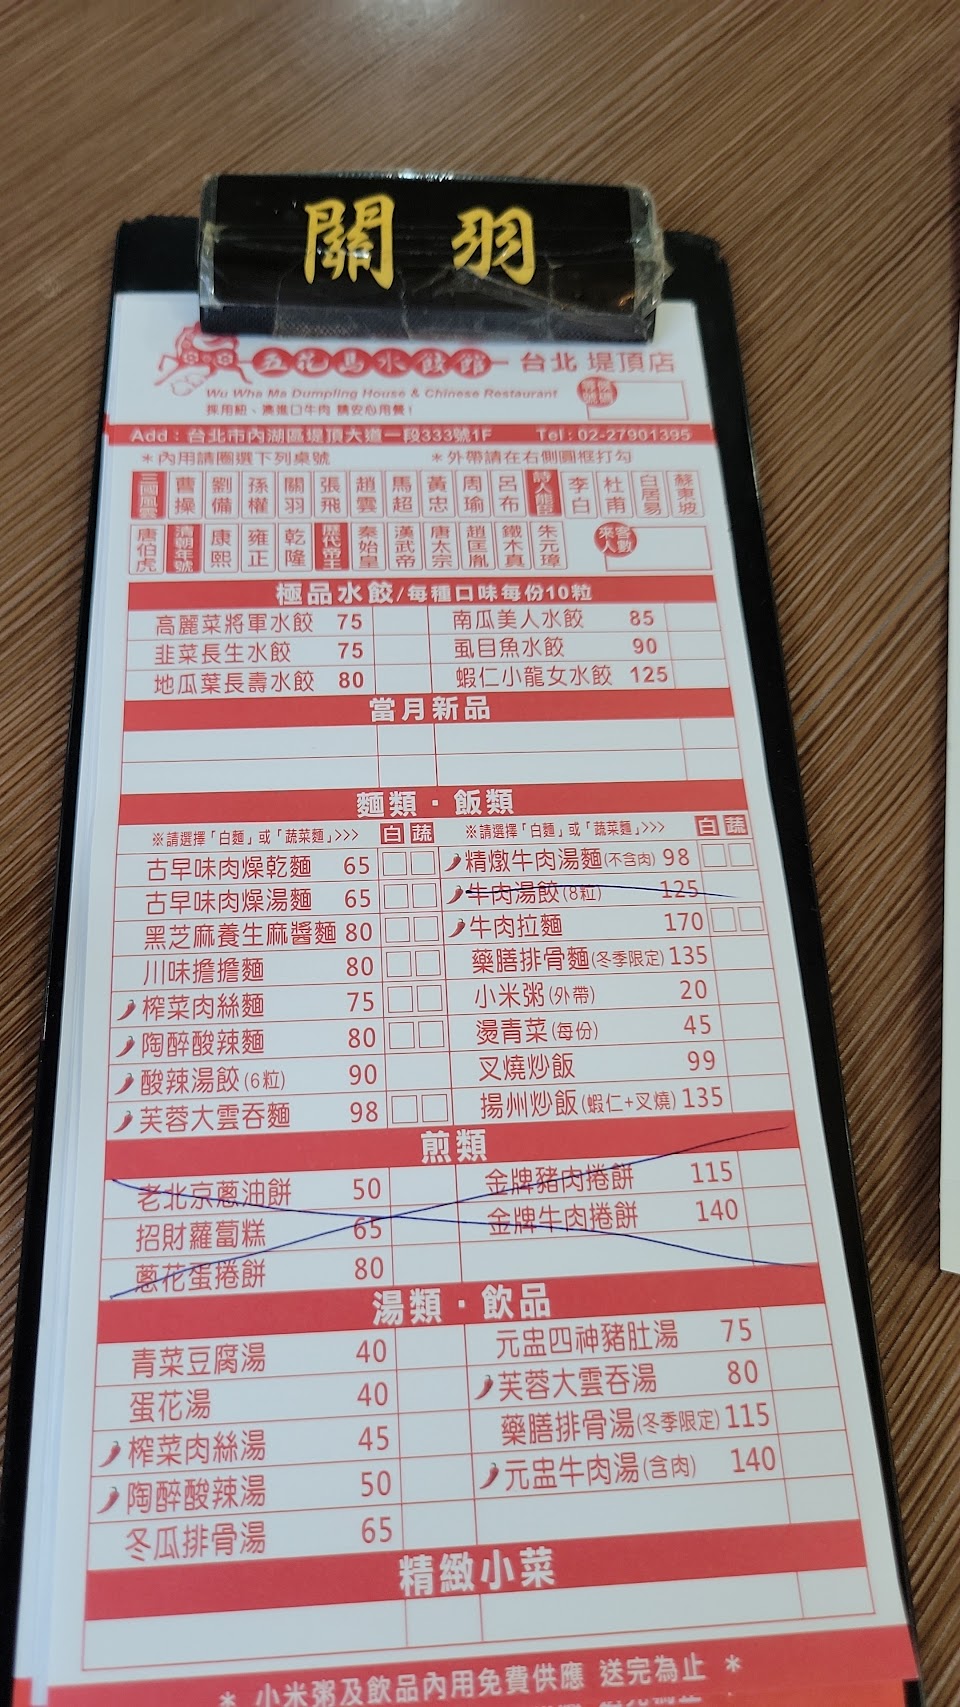 關羽
五花馬水餃館 台北 堤頂店
Wu Wha Ma Dumpling House & Chinese Restaurant
採用紐、澳進口牛肉 請安心用餐!
Add:台北市內湖區堤頂大道一段333號1F Tel:02-27901395
*內用請圈選下列桌號 *外帶請在右側圓框打勾
三國風雲 曹操 劉備 孫權 關羽 張飛 趙雲 馬超 黃忠 周瑜 呂布 李白 杜甫 白居易 蘇東坡
唐伯虎 清朝年號 康熙 雍正 乾隆 歷代帝王 秦始皇 漢武帝 唐太宗 趙匡胤 鐵木真 朱元璋 來客人數
極品水餃/每種口味每份10粒
高麗菜將軍水餃 75 南瓜美人水餃 85
韭菜長生水餃 75 虱目魚水餃 90
地瓜葉長壽水餃 80 蝦仁小龍女水餃 125
當月新品
麵類·飯類
※請選擇「白麵」或「蔬菜麵」>>> 白 蔬 ※請選擇「白麵」或「蔬菜麵」>>> 白 蔬
古早味肉燥乾麵 65 精燉牛肉湯麵(不含肉) 98
古早味肉燥湯麵 65 牛肉湯餃(8粒) 125
黑芝麻養生麻醬麵 80 牛肉拉麵 170
川味擔擔麵 80 藥膳排骨麵(冬季限定) 135
榨菜肉絲麵 75 小米粥(外帶) 20
陶醉酸辣麵 80 燙青菜(每份) 45
酸辣湯餃(6粒) 90 叉燒炒飯 99
芙蓉大雲吞麵 98 揚州炒飯(蝦仁+叉燒) 135
煎類
老北京蔥油餅 50 金牌豬肉捲餅 115
招財蘿蔔糕 65 金牌牛肉捲餅 140
蔥花蛋捲餅 80
湯類·飲品
青菜豆腐湯 40 元盅四神豬肚湯 75
蛋花湯 40 芙蓉大雲吞湯 80
榨菜肉絲湯 45 藥膳排骨湯(冬季限定) 115
陶醉酸辣湯 50 元盅牛肉湯(含肉) 140
冬瓜排骨湯 65
精緻小菜
* 小米粥及飲品內用免費供應 送完為止 *